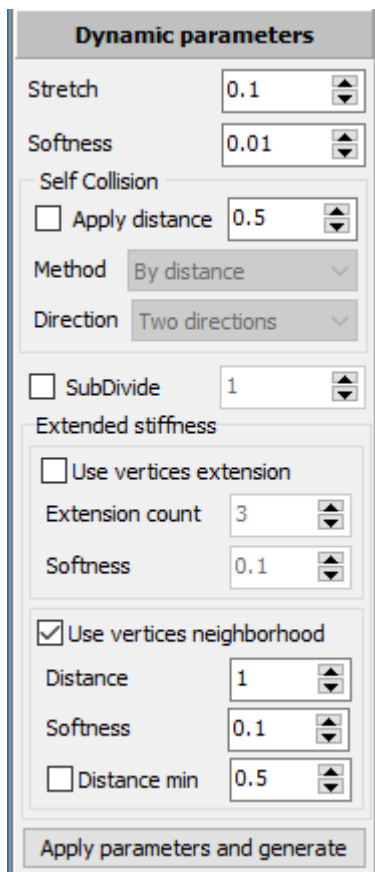 Dynamic parameters
Stretch 0.1
Softness 0.01
Self Collision
Apply distance 0.5
Method By distance
Direction Two directions
SubDivide 1
Extended stiffness
Use vertices extension
Extension count 3
Softness 0.1
Use vertices neighborhood
Distance 1
Softness 0.1
Distance min 0.5
Apply parameters and generate